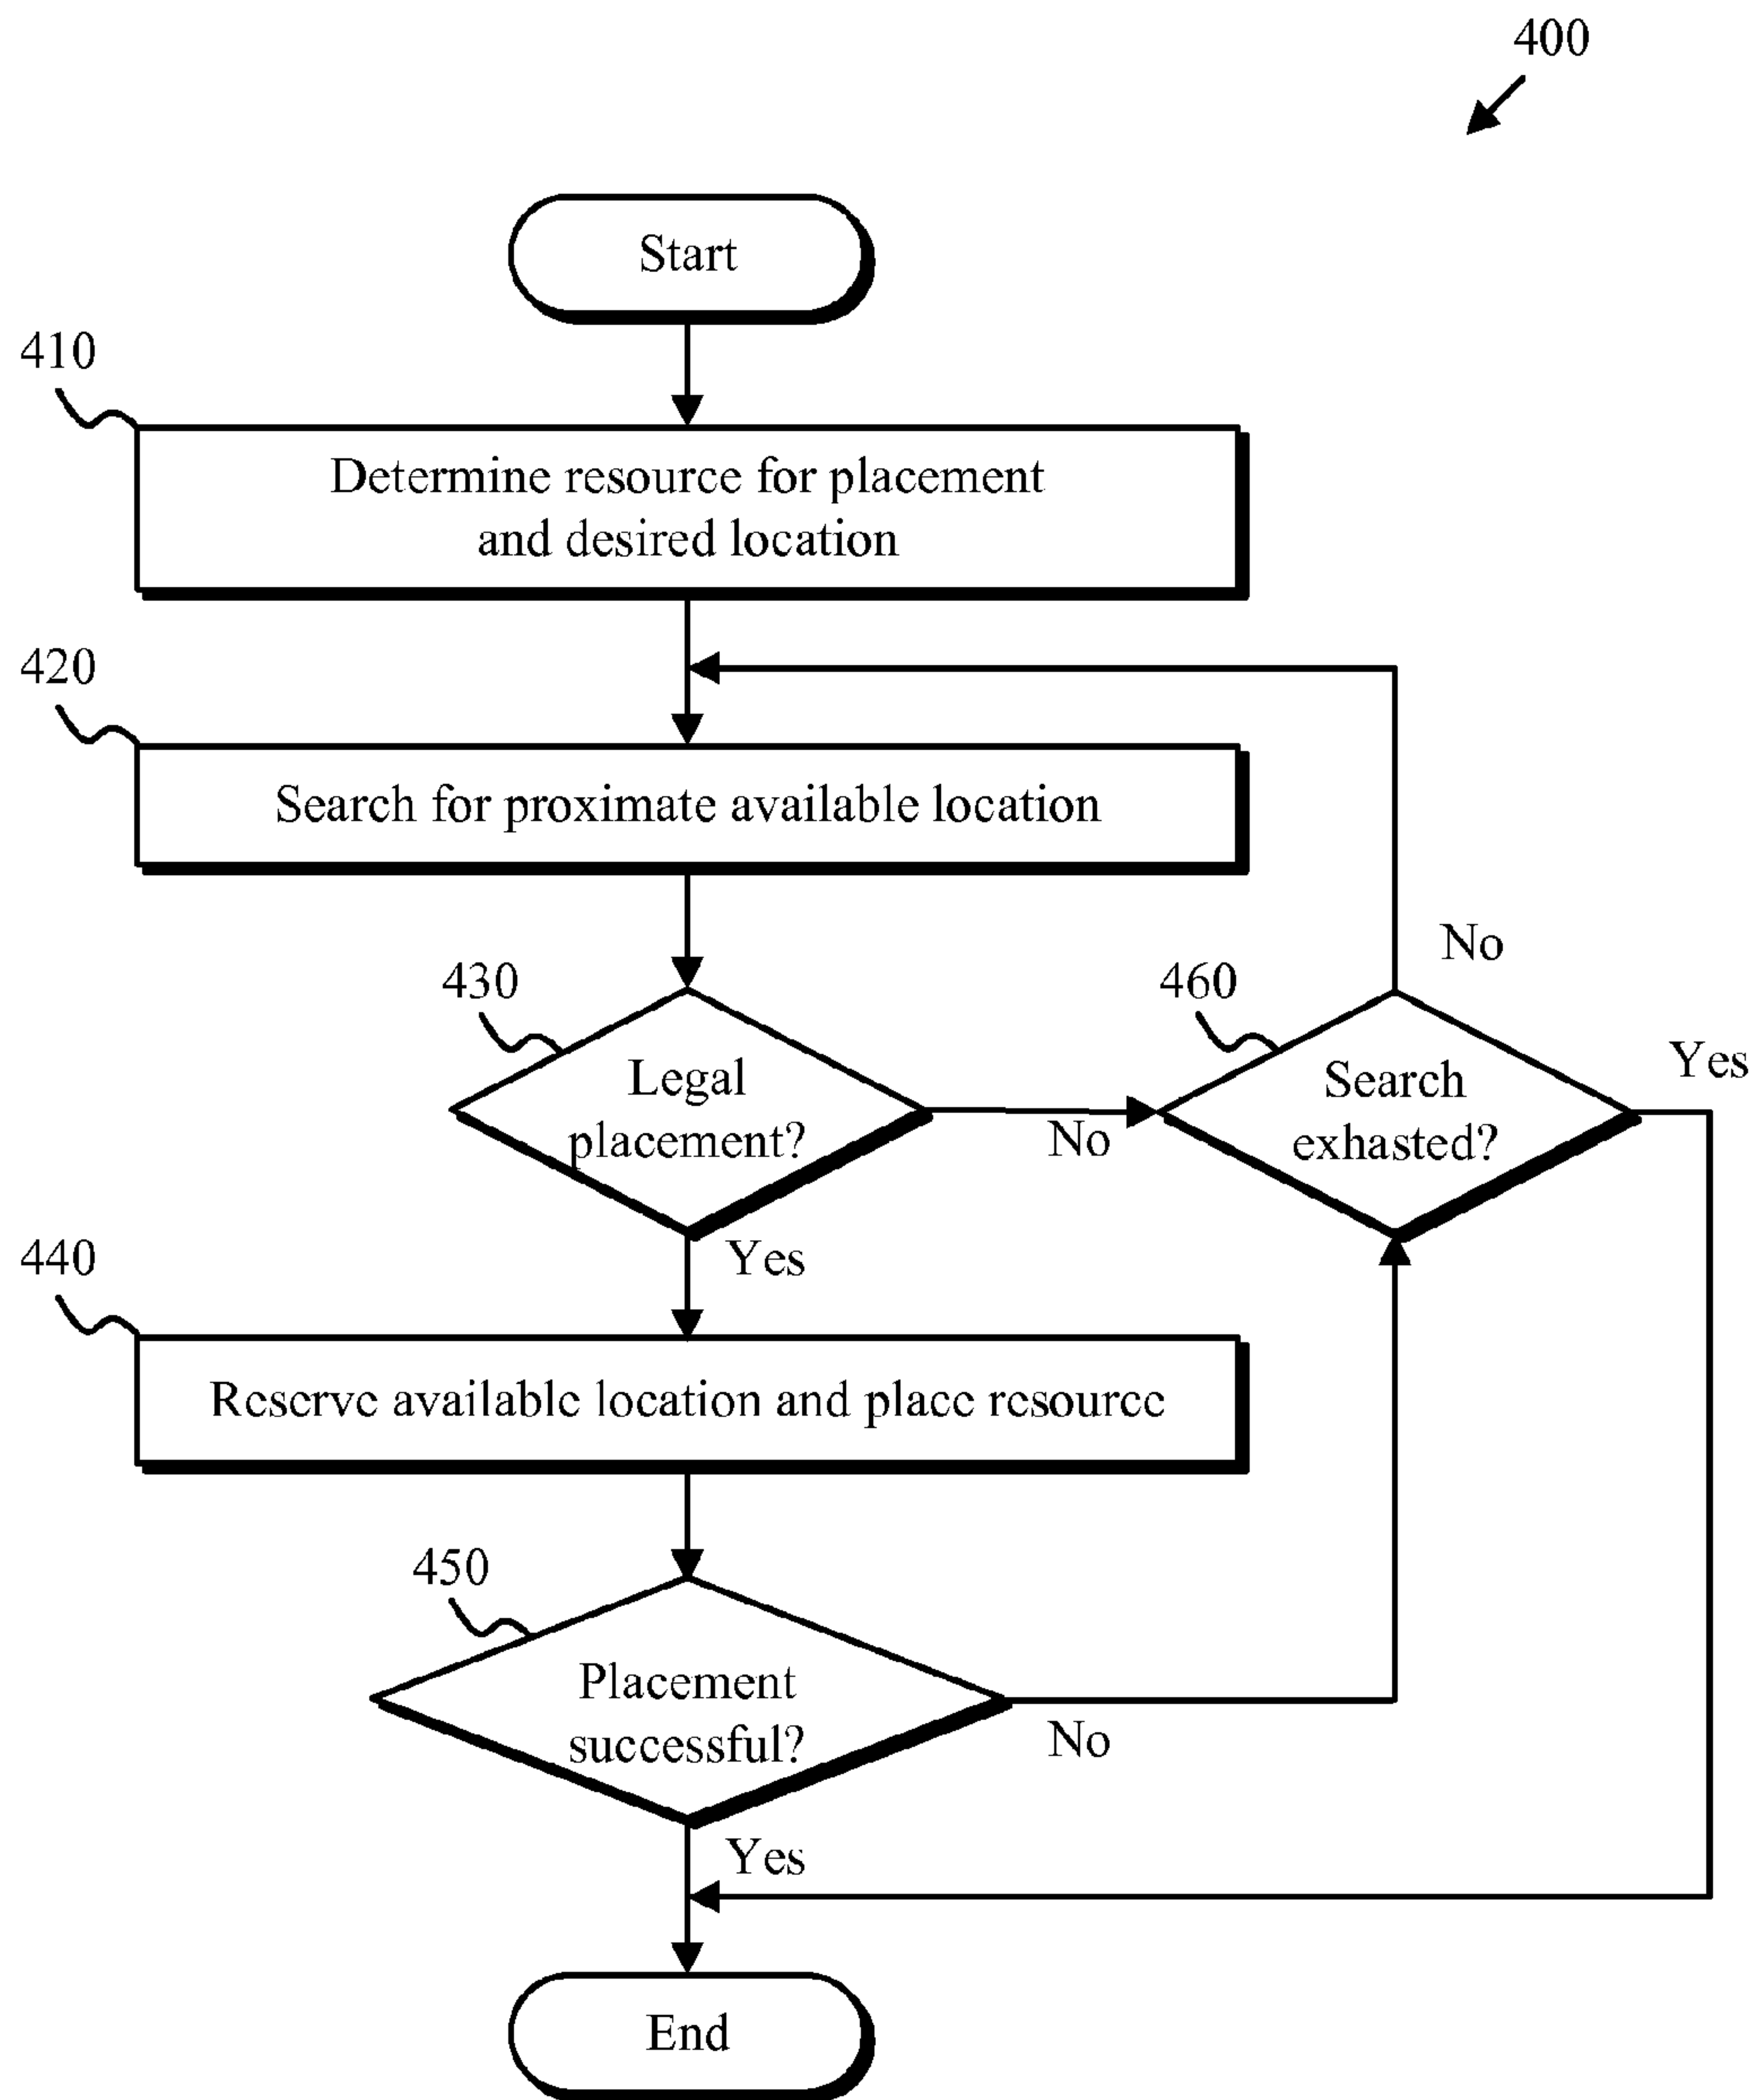 400
Start
410
Determine resource for placement
and desired location
420
Search for proximate available location
No
430
460
Yes
Legal
placement?
Search
exhasted?
No
Yes
440
Reserve available location and place resource
450
Placement
successful?
No
Yes
End